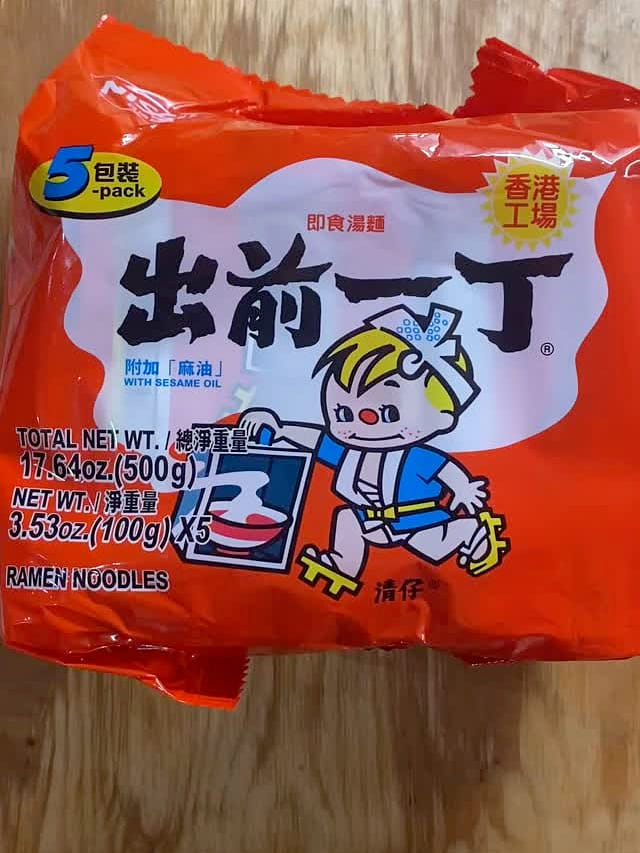 5包裝
-pack
香港
工場
即食湯麵
出前一丁®
附加「麻油」
WITH SESAME OIL
TOTAL NET WT. / 總淨重量
17.64oz.(500g)
NET WT. / 淨重量
3.53oz.(100g) X5
RAMEN NOODLES
清仔